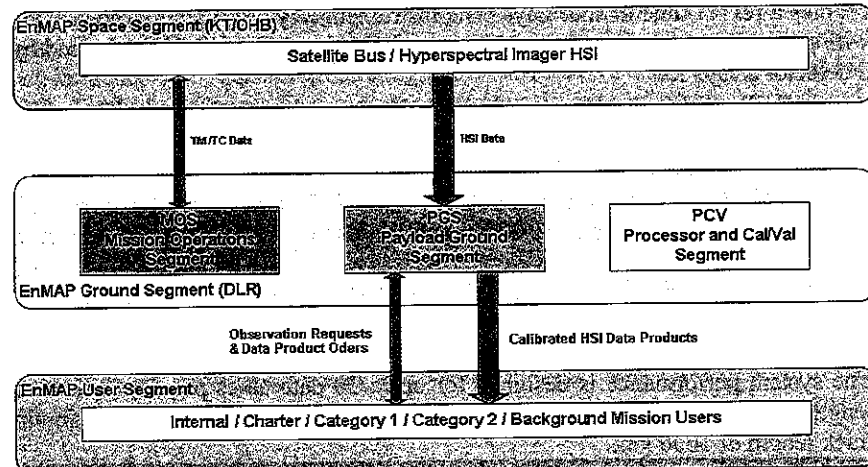 EnMAP Space Segment (KT/OHB)
Satellite Bus / Hyperspectral Imager HSI
TM/TC Data
HSI Data
MOS
Mission Operations
Segment
PGS
Payload Ground
Segment
PCV
Processor and Cal/Val
Segment
EnMAP Ground Segment (DLR)
Observation Requests
& Data Product Oders
Calibrated HSI Data Products
EnMAP User Segment
Internal / Charter / Category 1 / Category 2 / Background Mission Users